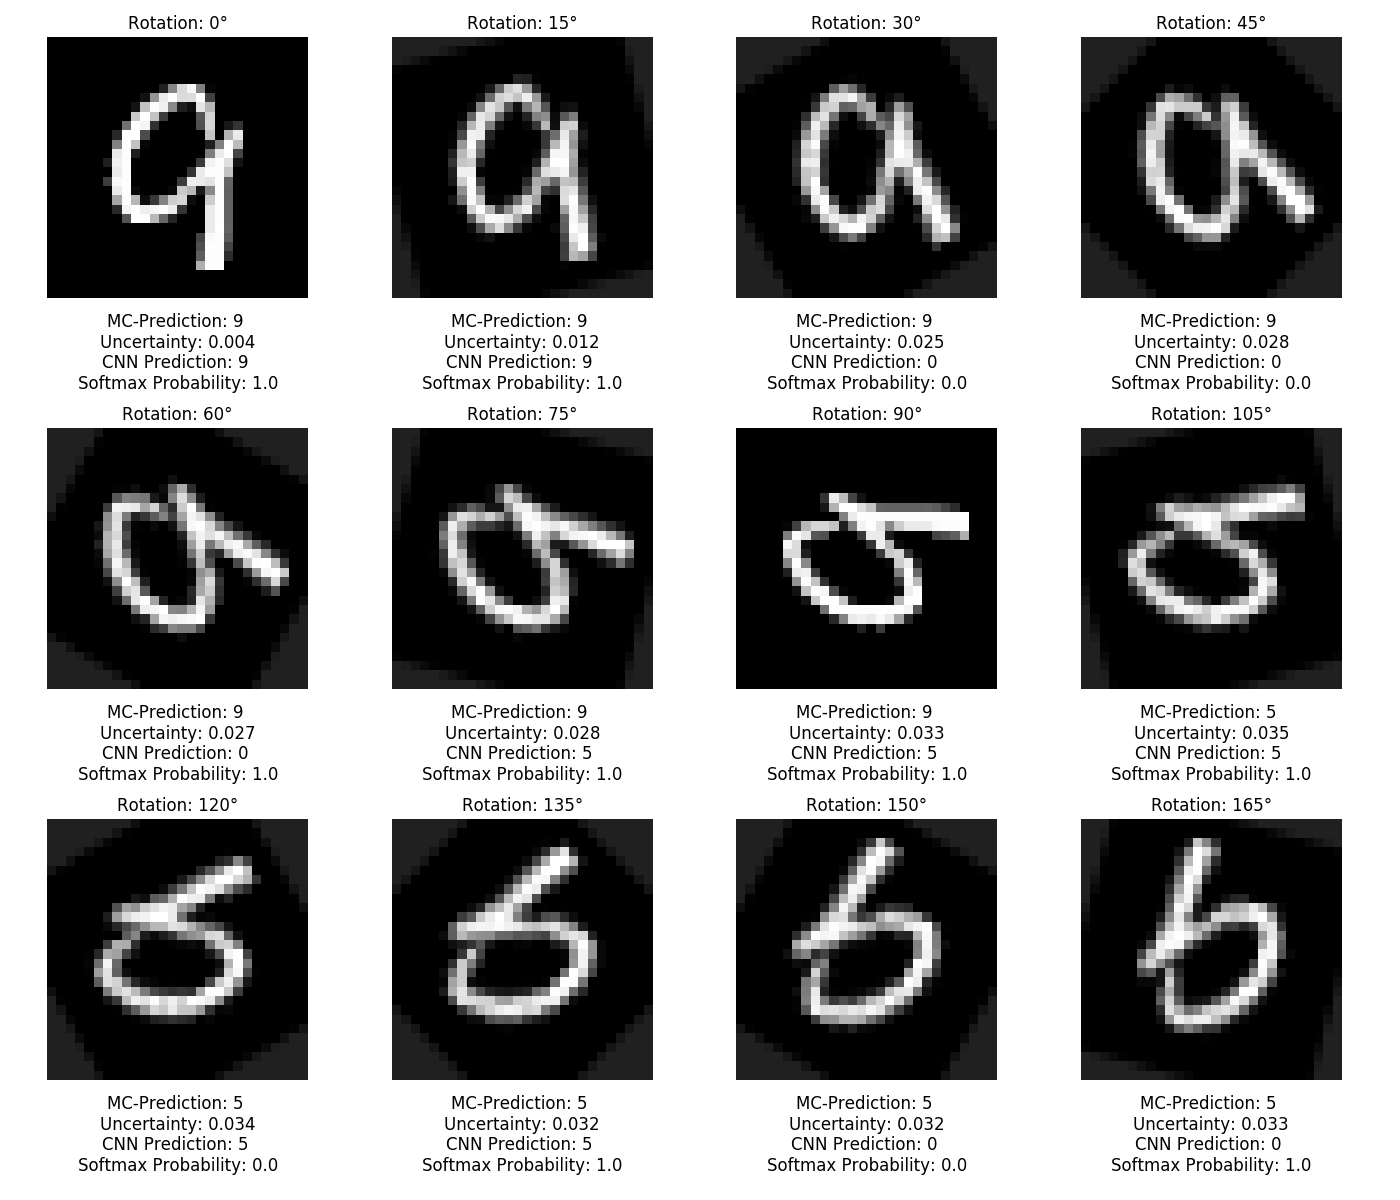 Rotation: 0°
Rotation: 15°
Rotation: 30°
Rotation: 45°
MC-Prediction: 9
Uncertainty: 0.004
CNN Prediction: 9
Softmax Probability: 1.0
MC-Prediction: 9
Uncertainty: 0.012
CNN Prediction: 9
Softmax Probability: 1.0
MC-Prediction: 9
Uncertainty: 0.025
CNN Prediction: 0
Softmax Probability: 0.0
MC-Prediction: 9
Uncertainty: 0.028
CNN Prediction: 0
Softmax Probability: 0.0
Rotation: 60°
Rotation: 75°
Rotation: 90°
Rotation: 105°
MC-Prediction: 9
Uncertainty: 0.027
CNN Prediction: 0
Softmax Probability: 1.0
MC-Prediction: 9
Uncertainty: 0.028
CNN Prediction: 5
Softmax Probability: 1.0
MC-Prediction: 9
Uncertainty: 0.033
CNN Prediction: 5
Softmax Probability: 1.0
MC-Prediction: 5
Uncertainty: 0.035
CNN Prediction: 5
Softmax Probability: 1.0
Rotation: 120°
Rotation: 135°
Rotation: 150°
Rotation: 165°
MC-Prediction: 5
Uncertainty: 0.034
CNN Prediction: 5
Softmax Probability: 0.0
MC-Prediction: 5
Uncertainty: 0.032
CNN Prediction: 5
Softmax Probability: 1.0
MC-Prediction: 5
Uncertainty: 0.032
CNN Prediction: 0
Softmax Probability: 0.0
MC-Prediction: 5
Uncertainty: 0.033
CNN Prediction: 0
Softmax Probability: 1.0